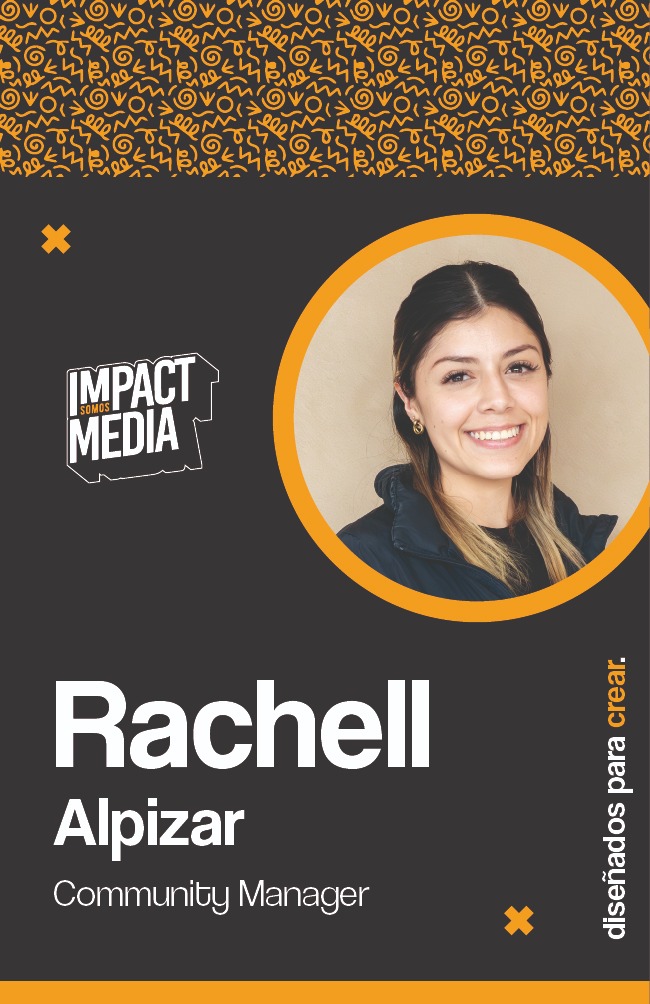 IMPACT
SOMOS
MEDIA
Rachell
Alpizar
Community Manager
diseñados para crear.